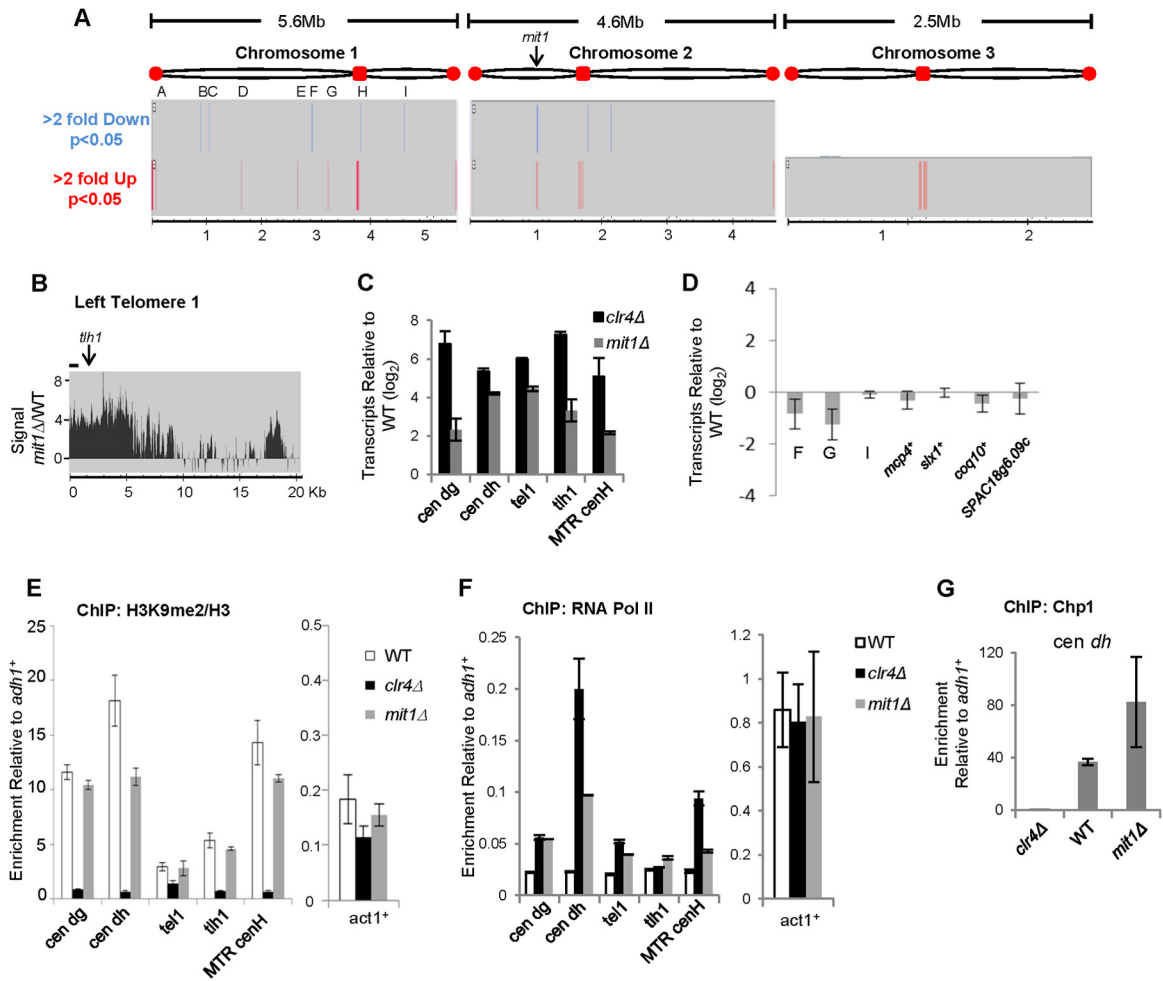 A
5.6Mb
4.6Mb
2.5Mb
mit1
Chromosome 1
Chromosome 2
Chromosome 3
A BC D E F G H I
>2 fold Down
p<0.05
>2 fold Up
p<0.05
1 2 3 4 5
1 2 3 4
1 2
B
Left Telomere 1
tlh1
Signal
mit1Δ/WT
8
4
0
0 5 10 15 20 Kb
C
Transcripts Relative to
WT (log2)
8
6
4
2
0
clr4Δ
mit1Δ
cen dg
cen dh
tel1
tlh1
MTR cenH
D
Transcripts Relative to
WT (log2)
4
2
0
-2
-4
F
G
I
mcp4+
slx1+
coq10+
SPAC18g6.09c
E
ChIP: H3K9me2/H3
Enrichment Relative to adh1+
25
20
15
10
5
0
cen dg
cen dh
tel1
tlh1
MTR cenH
0.5
0.4
0.3
0.2
0.1
0
act1+
WT
clr4Δ
mit1Δ
F
ChIP: RNA Pol II
Enrichment Relative to adh1+
0.25
0.2
0.15
0.1
0.05
0
cen dg
cen dh
tel1
tlh1
MTR cenH
1.2
1
0.8
0.6
0.4
0.2
0
act1+
WT
clr4Δ
mit1Δ
G
ChIP: Chp1
cen dh
Enrichment
Relative to adh1+
120
80
40
0
clr4Δ
WT
mit1Δ